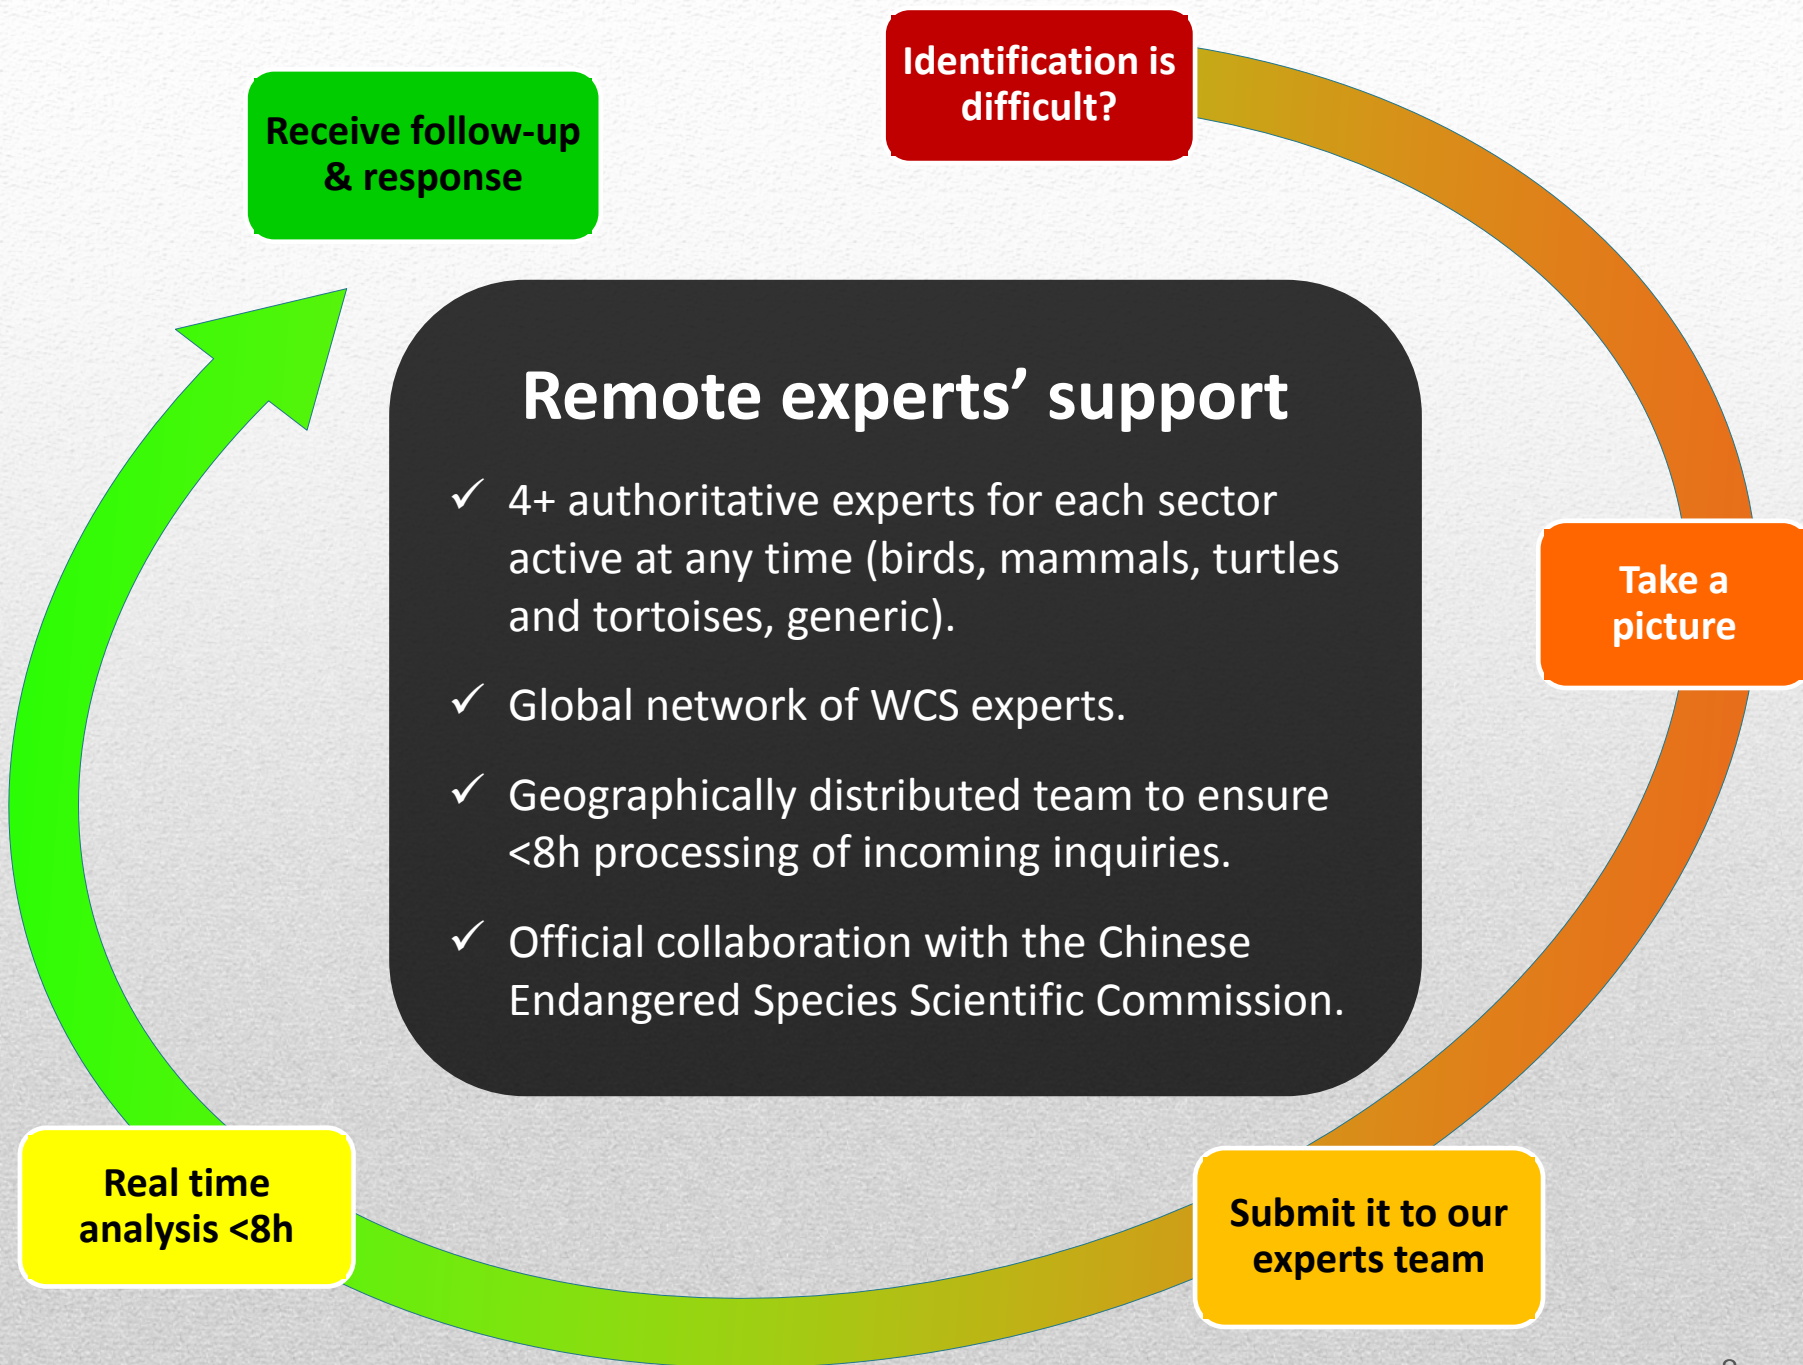 Identification is
difficult?
Receive follow-up
& response
Remote experts’ support
✓ 4+ authoritative experts for each sector
active at any time (birds, mammals, turtles
and tortoises, generic).
✓ Global network of WCS experts.
✓ Geographically distributed team to ensure
<8h processing of incoming inquiries.
✓ Official collaboration with the Chinese
Endangered Species Scientific Commission.
Take a
picture
Submit it to our
experts team
Real time
analysis <8h